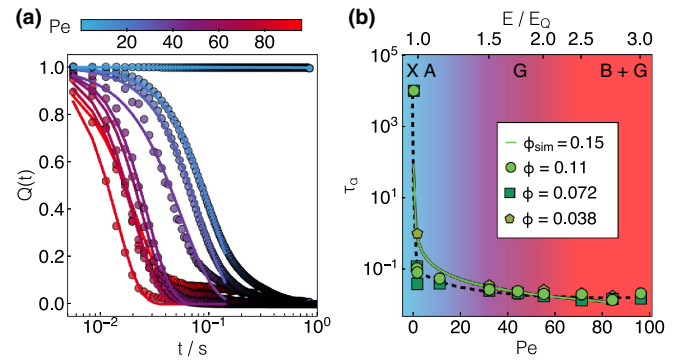 (a)
Pe
20 40 60 80
1.0
0.8
0.6
0.4
0.2
0.0
Q(t)
10⁻² 10⁻¹ 10⁰
t / s
(b)
E / E_Q
1.0 1.5 2.0 2.5 3.0
10⁵
10⁴
10¹
10⁻¹
τ_α
X A G B + G
ϕ_sim = 0.15
ϕ = 0.11
ϕ = 0.072
ϕ = 0.038
0 20 40 60 80 100
Pe